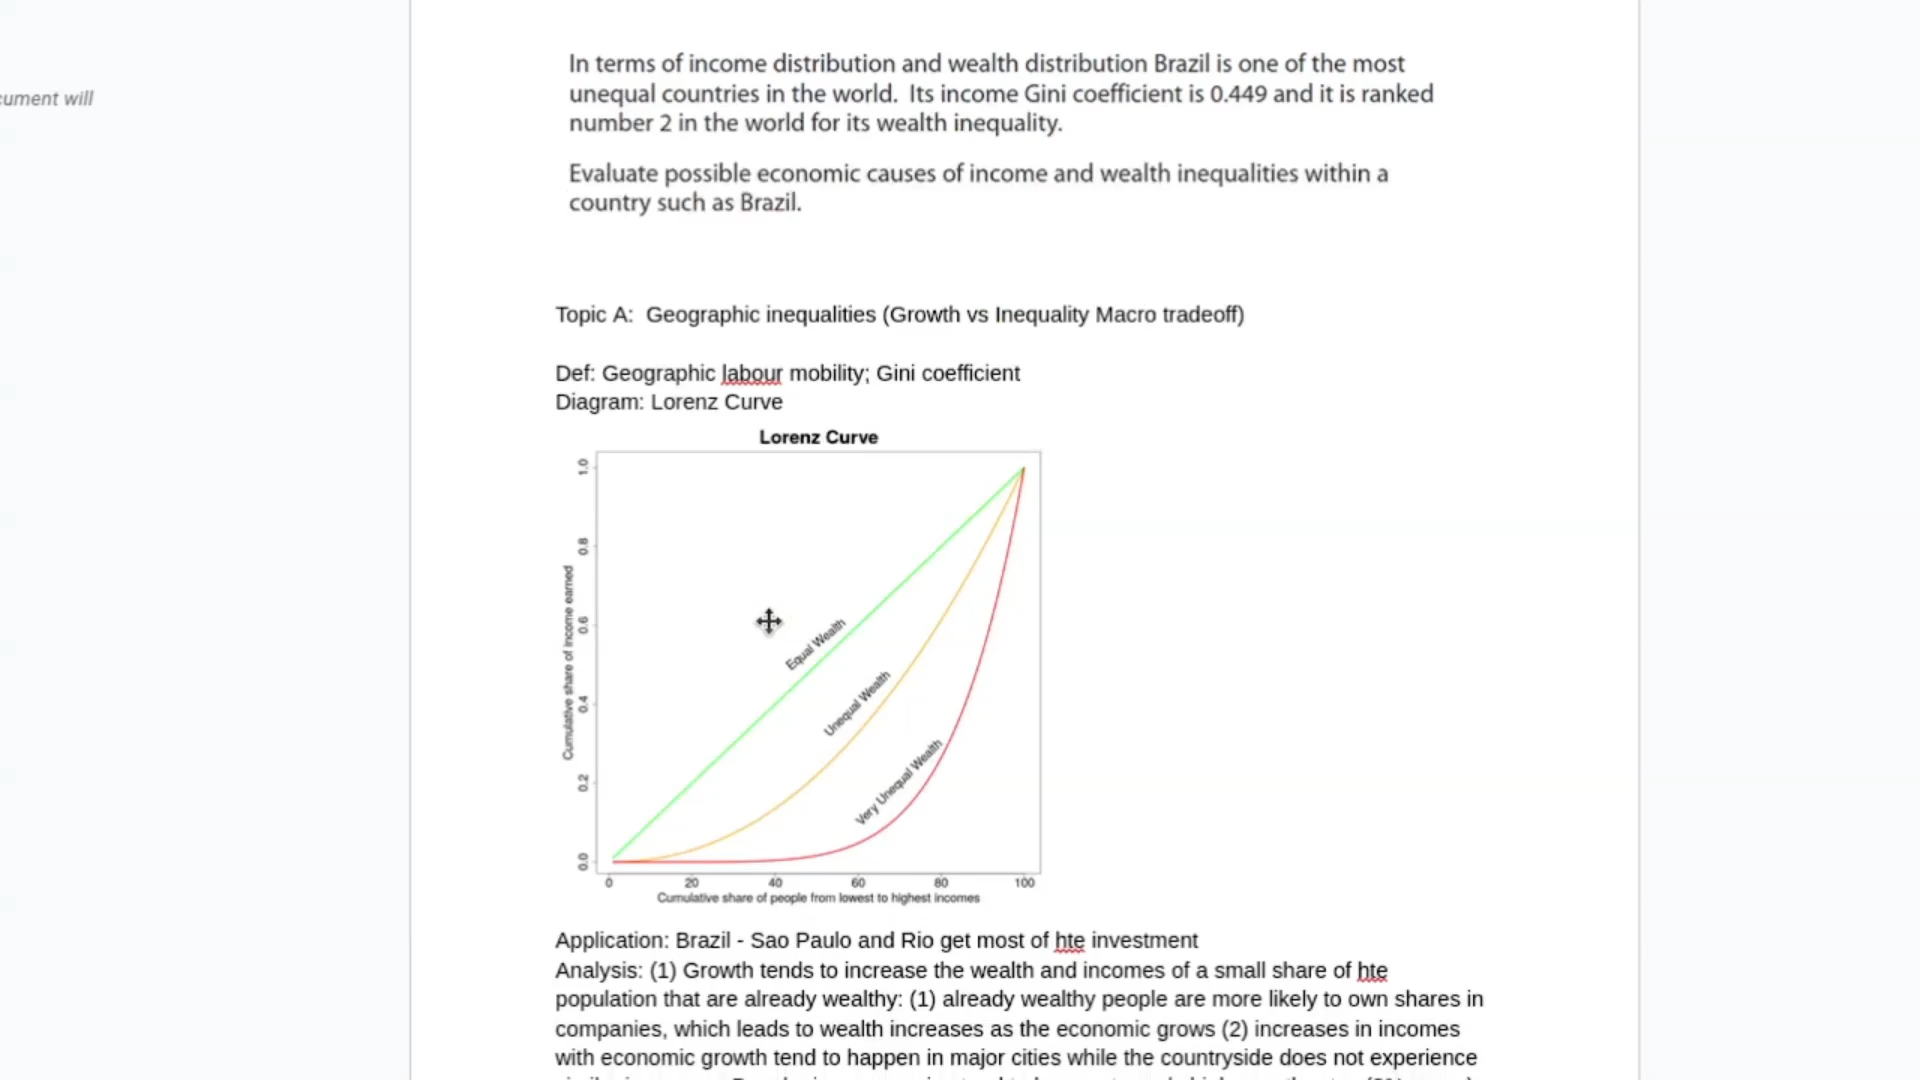 cument will
In terms of income distribution and wealth distribution Brazil is one of the most
unequal countries in the world. Its income Gini coefficient is 0.449 and it is ranked
number 2 in the world for its wealth inequality.
Evaluate possible economic causes of income and wealth inequalities within a
country such as Brazil.
Topic A: Geographic inequalities (Growth vs Inequality Macro tradeoff)
Def: Geographic labour mobility; Gini coefficient
Diagram: Lorenz Curve
Lorenz Curve
Cumulative share of income earned
1.0
0.8
0.6
0.4
0.2
0.0
Equal Wealth
Unequal Wealth
Very Unequal Wealth
0 20 40 60 80 100
Cumulative share of people from lowest to highest incomes
Application: Brazil - Sao Paulo and Rio get most of hte investment
Analysis: (1) Growth tends to increase the wealth and incomes of a small share of hte
population that are already wealthy: (1) already wealthy people are more likely to own shares in
companies, which leads to wealth increases as the economic grows (2) increases in incomes
with economic growth tend to happen in major cities while the countryside does not experience